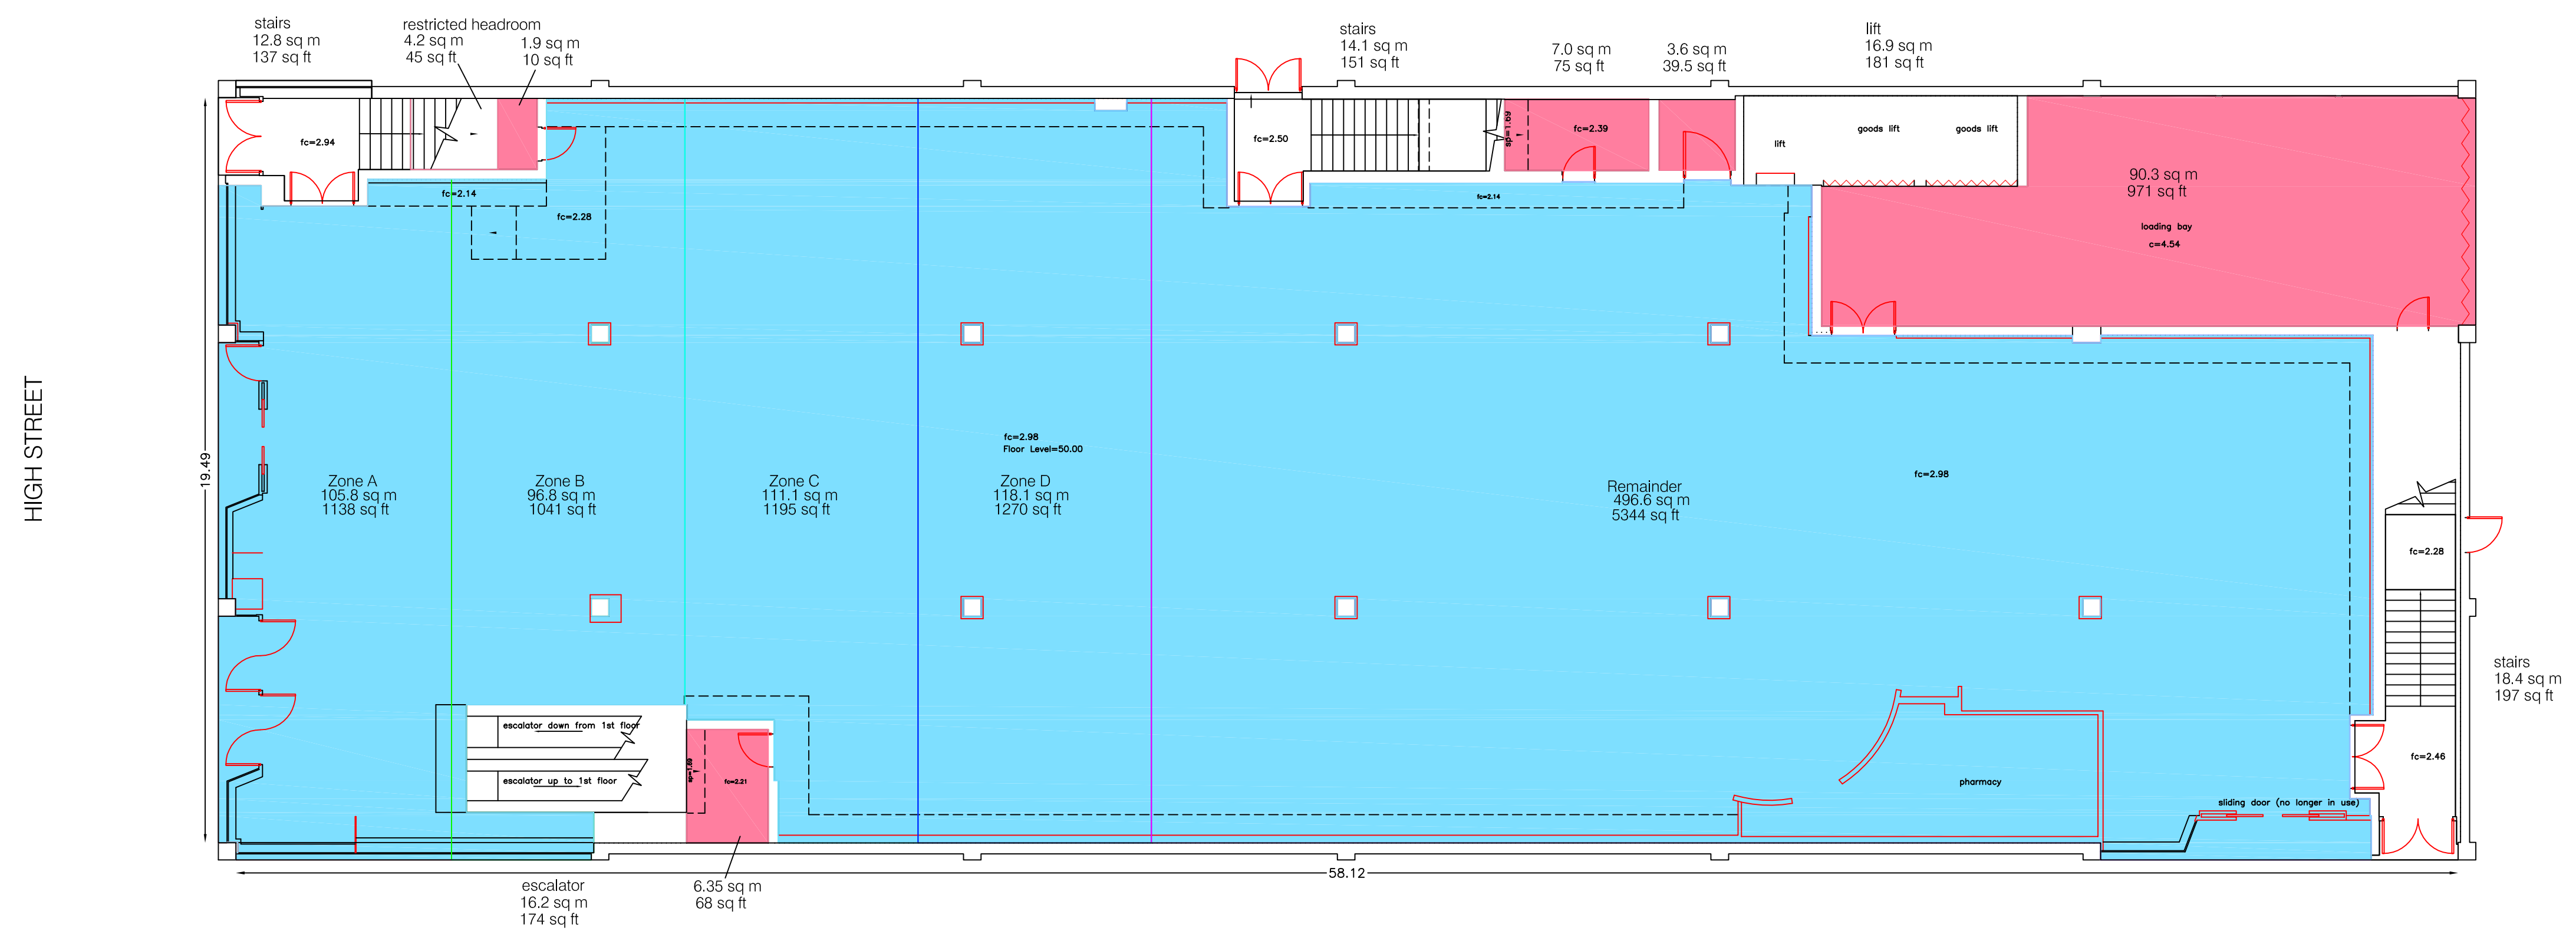 stairs
12.8 sq m
137 sq ft
restricted headroom
4.2 sq m
45 sq ft
1.9 sq m
10 sq ft
stairs
14.1 sq m
151 sq ft
7.0 sq m
75 sq ft
3.6 sq m
39.5 sq ft
lift
16.9 sq m
181 sq ft
fc=2.94
fc=2.50
sp=1.69
fc=2.39
lift
goods lift
goods lift
90.3 sq m
971 sq ft
loading bay
c=4.54
fc=2.14
fc=2.28
fc=2.14
HIGH STREET
19.49
fc=2.98
Floor Level=50.00
Zone A
105.8 sq m
1138 sq ft
Zone B
96.8 sq m
1041 sq ft
Zone C
111.1 sq m
1195 sq ft
Zone D
118.1 sq m
1270 sq ft
Remainder
496.6 sq m
5344 sq ft
fc=2.98
fc=2.28
stairs
18.4 sq m
197 sq ft
escalator down from 1st floor
escalator up to 1st floor
sp=1.69
fc=2.21
pharmacy
fc=2.46
sliding door (no longer in use)
58.12
escalator
16.2 sq m
174 sq ft
6.35 sq m
68 sq ft